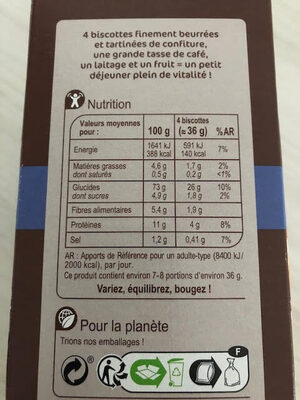 4 biscottes finement beurrées
et tartinées de confiture,
une grande tasse de café,
un laitage et un fruit = un petit
déjeuner plein de vitalité !
Nutrition
Valeurs moyennes pour : 100 g 4 biscottes (≈ 36 g) %AR
Energie 1641 kJ 388 kcal 591 kJ 140 kcal 7%
Matières grasses 4,6 g 1,7 g 2%
dont saturés 0,5 g 0,2 g <1%
Glucides 73 g 26 g 10%
dont sucres 4,9 g 1,8 g 2%
Fibres alimentaires 5,4 g 1,9 g
Protéines 11 g 4 g 8%
Sel 1,2 g 0,41 g 7%
AR : Apports de Référence pour un adulte-type (8400 kJ/
2000 kcal), par jour.
Ce produit contient environ 7-8 portions d'environ 36 g.
Variez, équilibrez, bougez !
Pour la planète
Trions nos emballages !
F